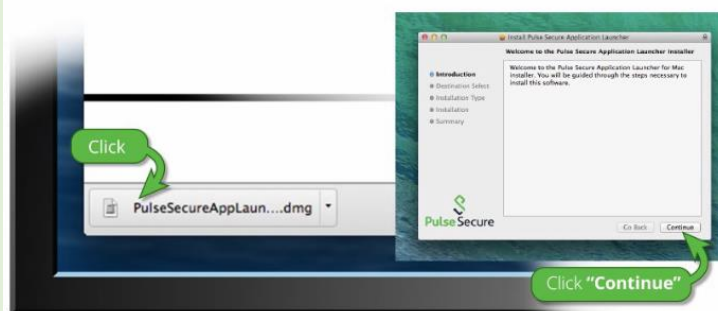 Click
PulseSecureAppLaun....dmg
Install Pulse Secure Application Launcher
Welcome to the Pulse Secure Application Launcher Installer
Introduction
Destination Select
Installation Type
Installation
Summary
Welcome to the Pulse Secure Application Launcher for Mac
installer. You will be guided through the steps necessary to
install this software.
Pulse Secure
Go Back
Continue
Click "Continue"